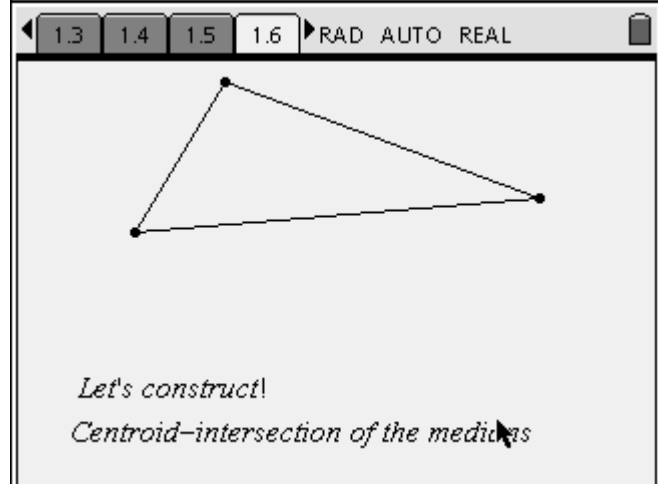 1.3 1.4 1.5 1.6 RAD AUTO REAL
Let's construct!
Centroid–intersection of the medians